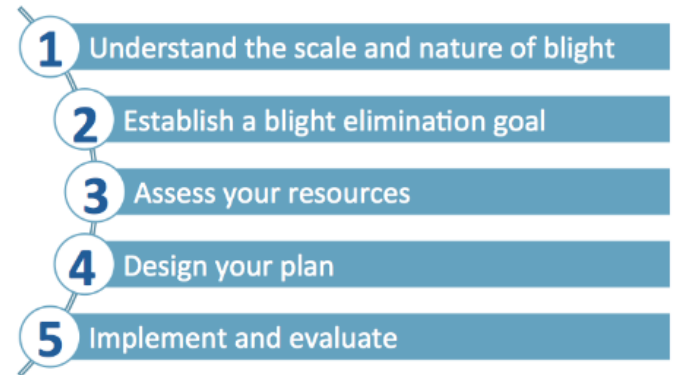 1 Understand the scale and nature of blight
2 Establish a blight elimination goal
3 Assess your resources
4 Design your plan
5 Implement and evaluate